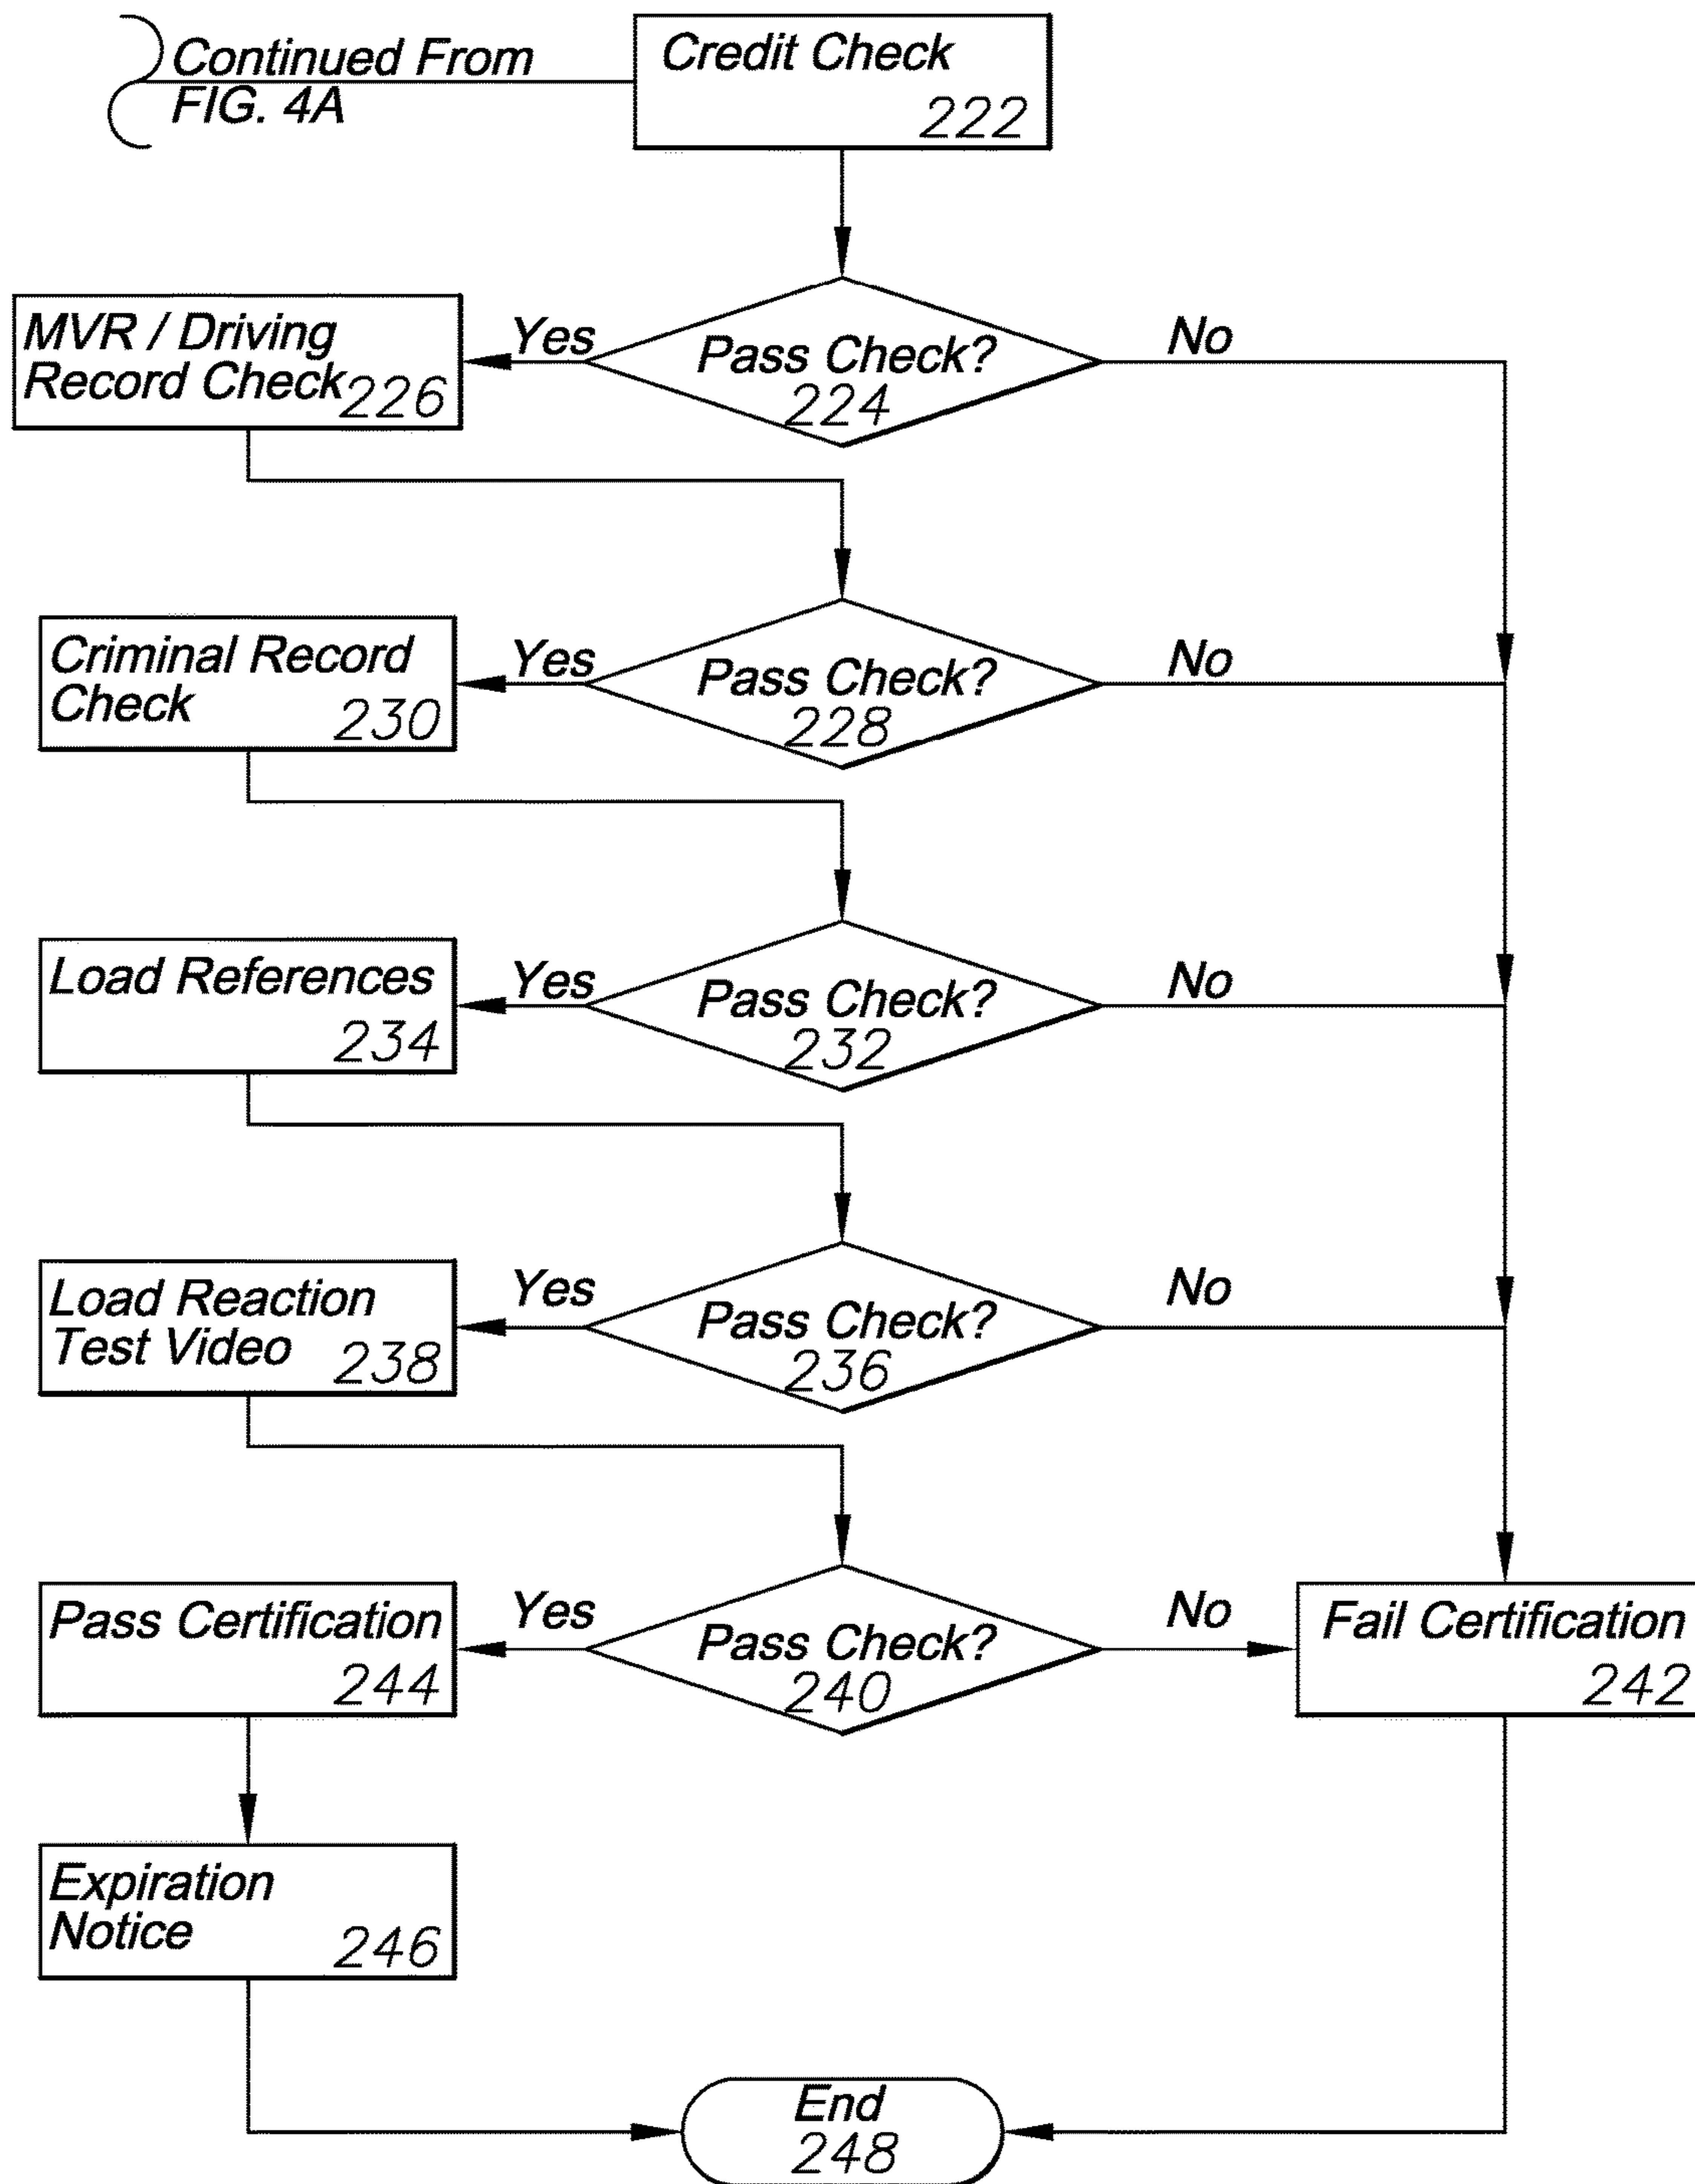 Continued From
FIG. 4A
Credit Check
222
MVR / Driving
Record Check 226
Yes
Pass Check?
224
No
Criminal Record
Check
230
Yes
Pass Check?
228
No
Load References
234
Yes
Pass Check?
232
No
Load Reaction
Test Video 238
Yes
Pass Check?
236
No
Pass Certification
244
Yes
Pass Check?
240
No
Fail Certification
242
Expiration
Notice 246
End
248